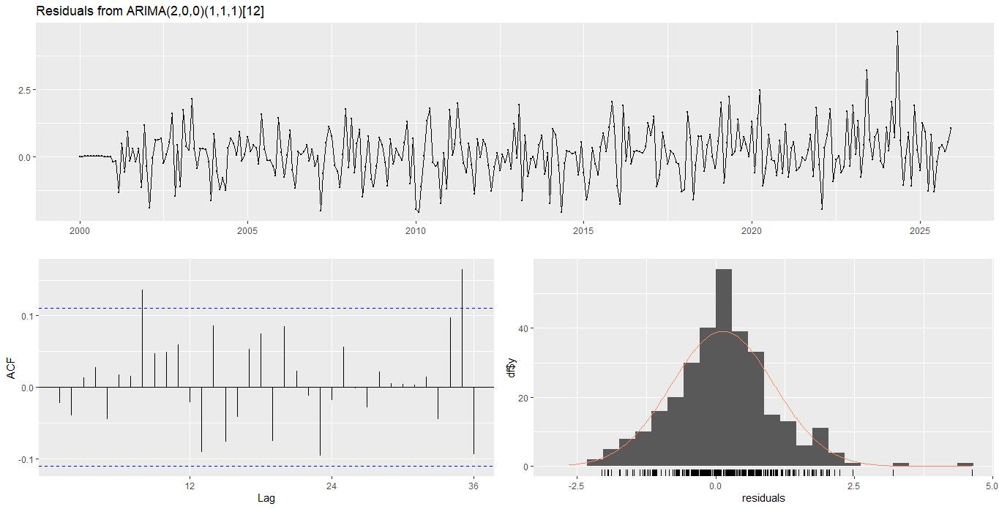 Residuals from ARIMA(2,0,0)(1,1,1)[12]
2.5
0.0
2000 2005 2010 2015 2020 2025
ACF
0.1
0.0
-0.1
12 24 36
Lag
df$y
40
20
0
-2.5 0.0 2.5 5.0
residuals